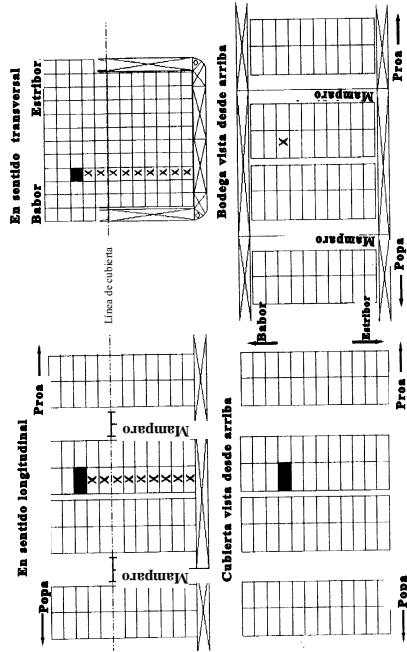 En sentido longitudinal
Popa
Proa
Mamparo
Mamparo
Línea de cubierta
En sentido transversal
Babor
Estribor
Cubierta vista desde arriba
Popa
Proa
Babor
Estribor
Bodega vista desde arriba
Mamparo
Mamparo
Popa
Proa